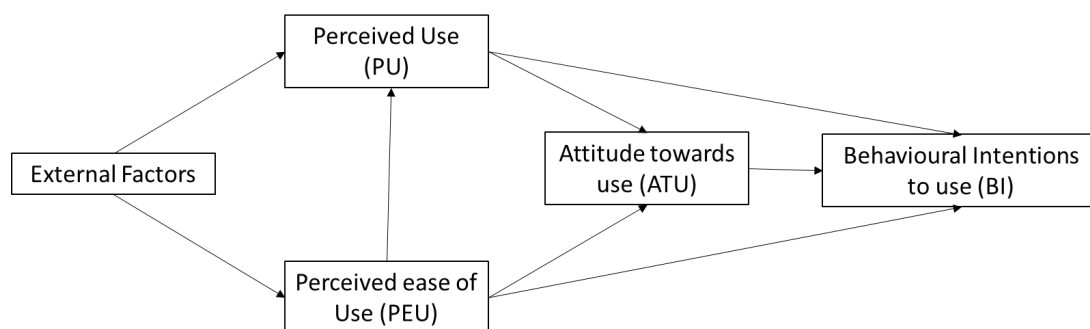 Perceived Use
(PU)
External Factors
Attitude towards
use (ATU)
Behavioural Intentions
to use (BI)
Perceived ease of
Use (PEU)